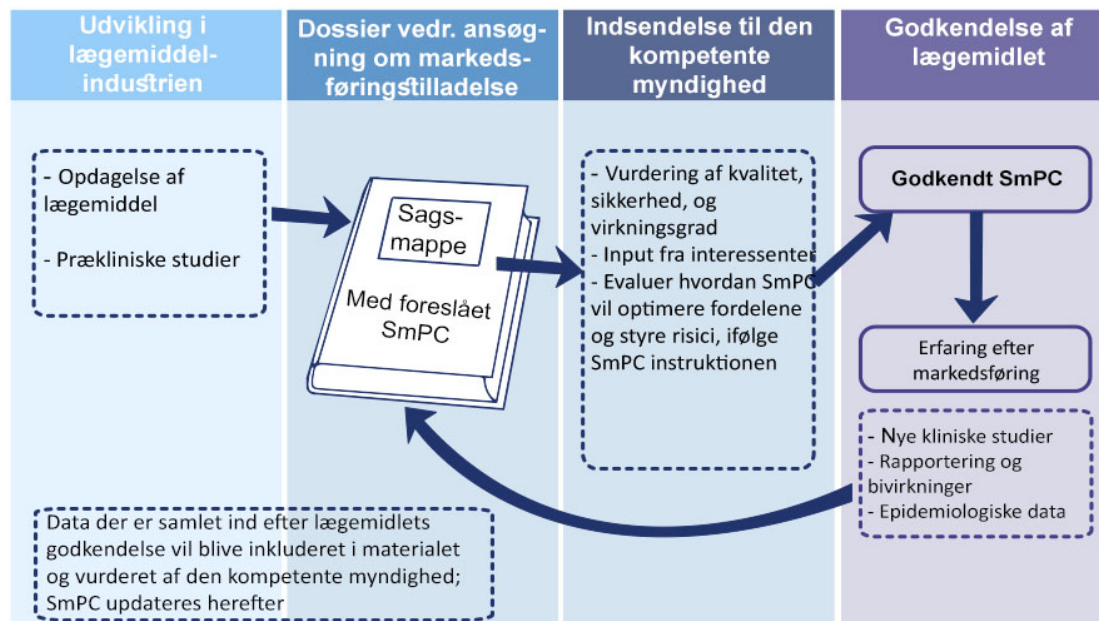 Udvikling i
lægemiddel-
industrien
Dossier vedr. ansøg-
ning om markeds-
føringstilladelse
Indsendelse til den
kompetente
myndighed
Godkendelse af
lægemidlet
- Opdagelse af
lægemiddel
- Prækliniske studier
Sags-
mappe
Med foreslået
SmPC
- Vurdering af kvalitet,
sikkerhed, og
virkningsgrad
- Input fra interessenter
- Evaluer hvordan SmPC
vil optimere fordelene
og styre risici, ifølge
SmPC instruktionen
Godkendt SmPC
Erfaring efter
markedsføring
- Nye kliniske studier
- Rapportering og
bivirkninger
- Epidemiologiske data
Data der er samlet ind efter lægemidlets
godkendelse vil blive inkluderet i materialet
og vurderet af den kompetente myndighed;
SmPC updateres herefter